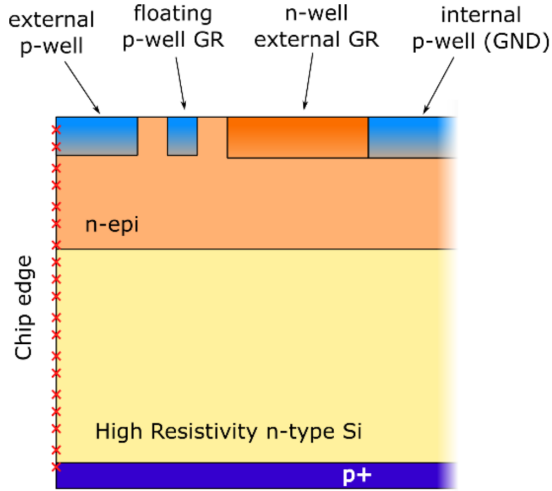 external
p-well
floating
p-well GR
n-well
external GR
internal
p-well (GND)
n-epi
Chip edge
High Resistivity n-type Si
p+